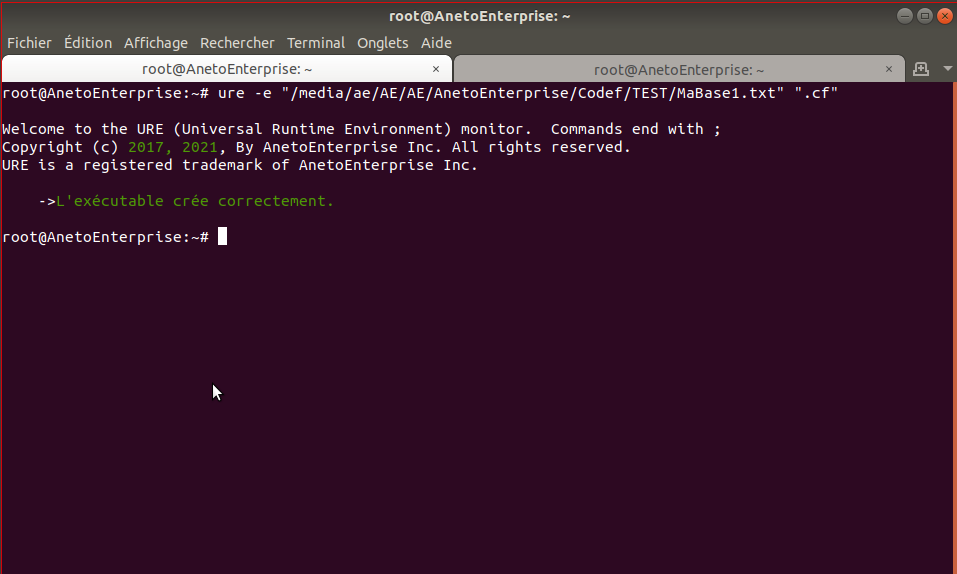 root@AnetoEnterprise: ~
Fichier Édition Affichage Rechercher Terminal Onglets Aide
root@AnetoEnterprise: ~ × root@AnetoEnterprise: ~ ×
root@AnetoEnterprise:~# ure -e "/media/ae/AE/AE/AnetoEnterprise/Codef/TEST/MaBase1.txt" ".cf"
Welcome to the URE (Universal Runtime Environment) monitor.  Commands end with ;
Copyright (c) 2017, 2021, By AnetoEnterprise Inc. All rights reserved.
URE is a registered trademark of AnetoEnterprise Inc.
->L'exécutable crée correctement.
root@AnetoEnterprise:~#